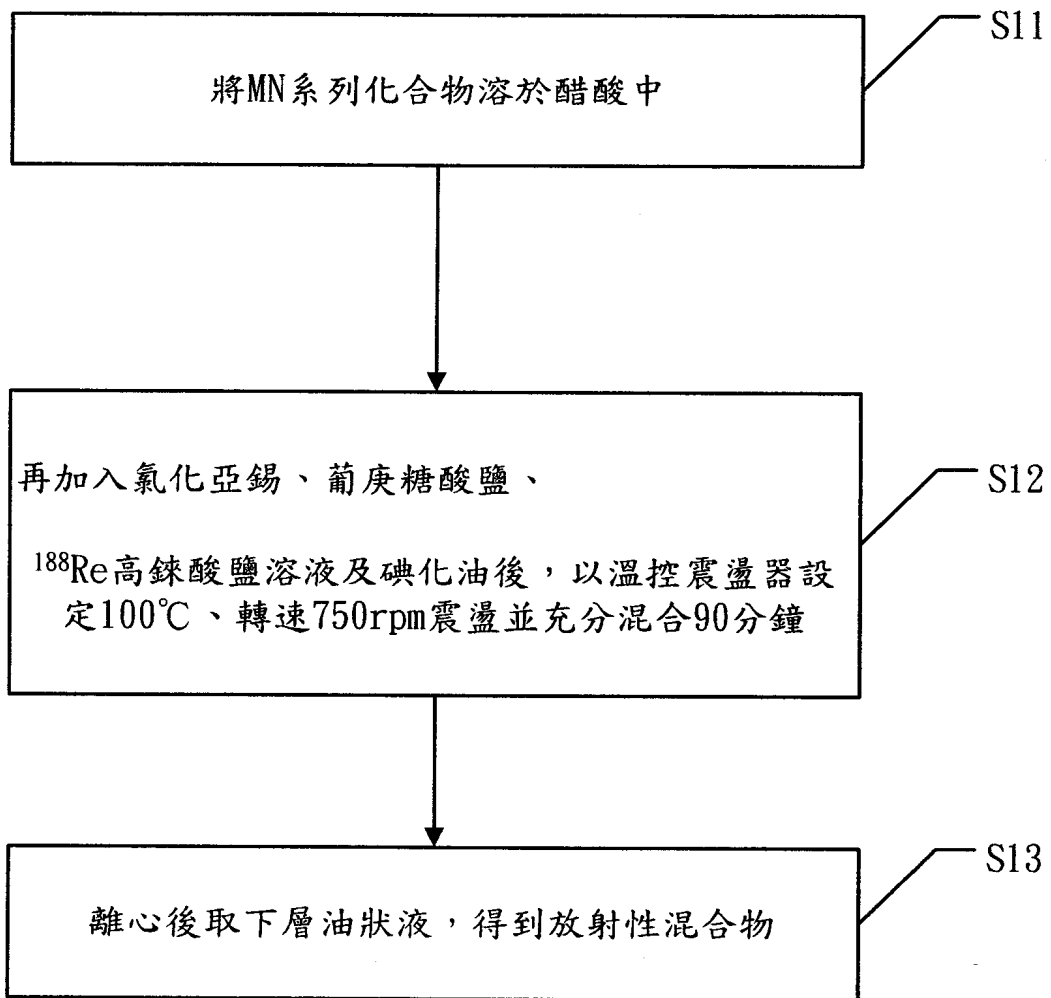 S11
將MN系列化合物溶於醋酸中
S12
再加入氯化亞錫、葡庚糖酸鹽、
¹⁸⁸Re高錸酸鹽溶液及碘化油後，以溫控震盪器設
定100℃、轉速750rpm震盪並充分混合90分鐘
S13
離心後取下層油狀液，得到放射性混合物